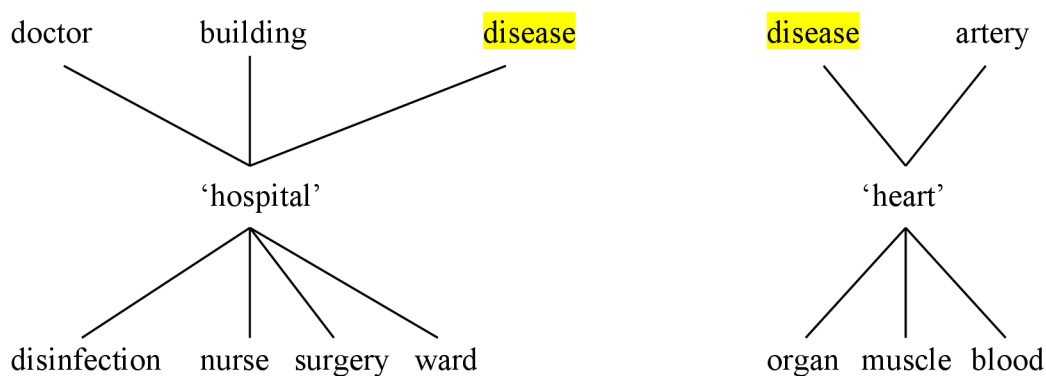 doctor building disease disease artery
‘hospital’ ‘heart’
disinfection nurse surgery ward organ muscle blood